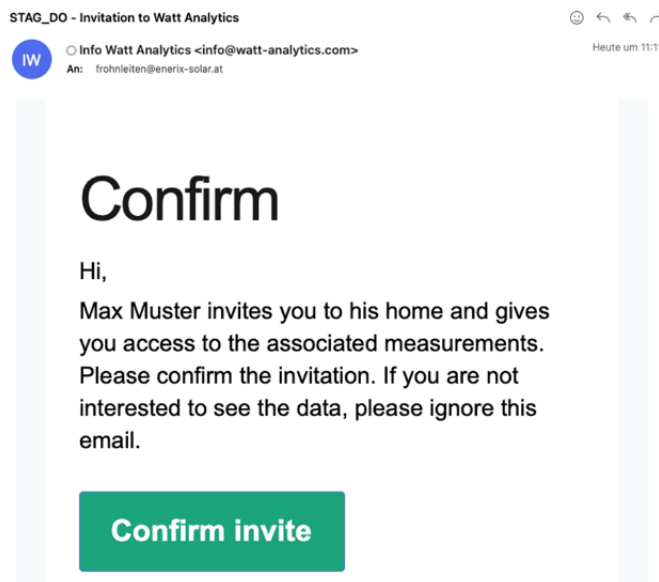 STAG_DO - Invitation to Watt Analytics
IW
Info Watt Analytics <info@watt-analytics.com>
Heute um 11:1
An: frohnleiten@enerix-solar.at
Confirm
Hi,
Max Muster invites you to his home and gives
you access to the associated measurements.
Please confirm the invitation. If you are not
interested to see the data, please ignore this
email.
Confirm invite